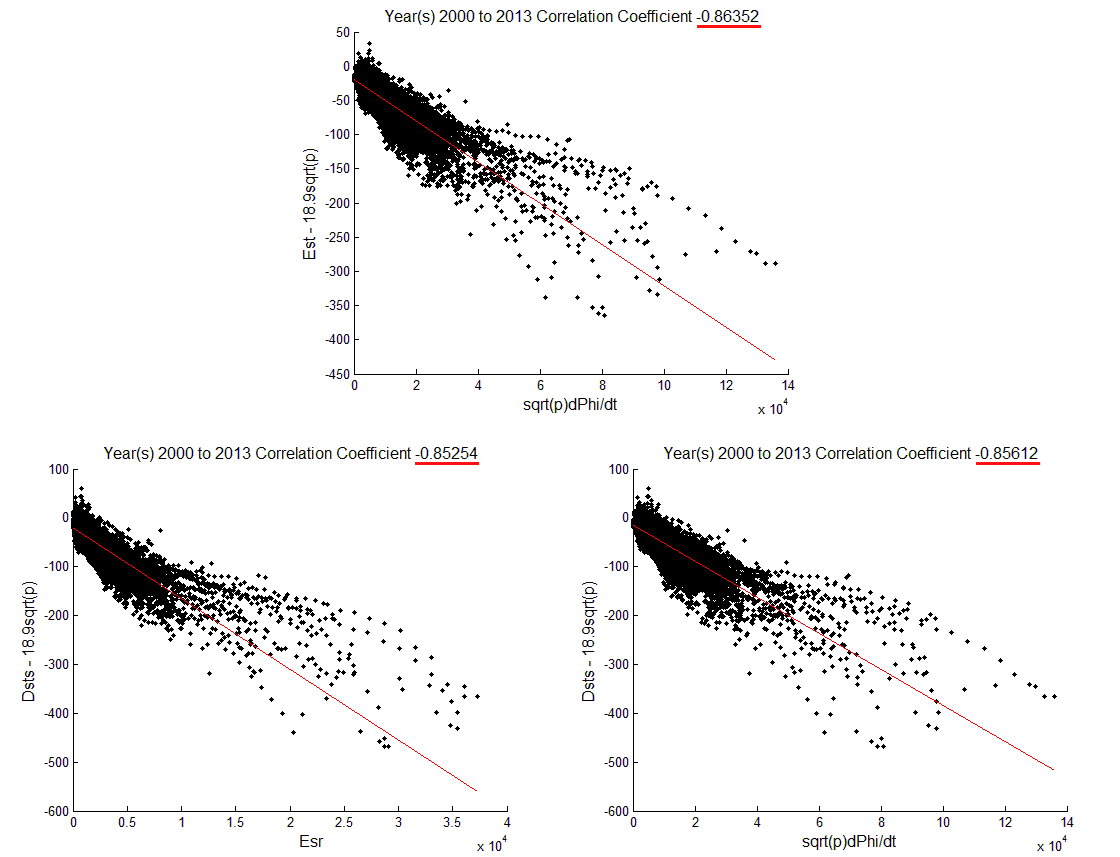 Year(s) 2000 to 2013 Correlation Coefficient -0.86352
50
0
-50
-100
-150
-200
-250
-300
-350
-400
-450
Est - 18.9sqrt(p)
0 2 4 6 8 10 12 14
sqrt(p)dPhi/dt
x 10^4
Year(s) 2000 to 2013 Correlation Coefficient -0.85254
100
0
-100
-200
-300
-400
-500
-600
Dsts - 18.9sqrt(p)
0 0.5 1 1.5 2 2.5 3 3.5 4
Esr
x 10^4
Year(s) 2000 to 2013 Correlation Coefficient -0.85612
100
0
-100
-200
-300
-400
-500
-600
Dsts - 18.9sqrt(p)
0 2 4 6 8 10 12 14
sqrt(p)dPhi/dt
x 10^4